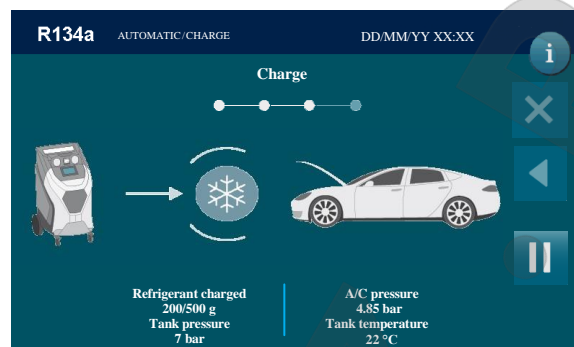 R134a AUTOMATIC/CHARGE DD/MM/YY XX:XX
i
Charge
Refrigerant charged
200/500 g
Tank pressure
7 bar
A/C pressure
4.85 bar
Tank temperature
22 °C